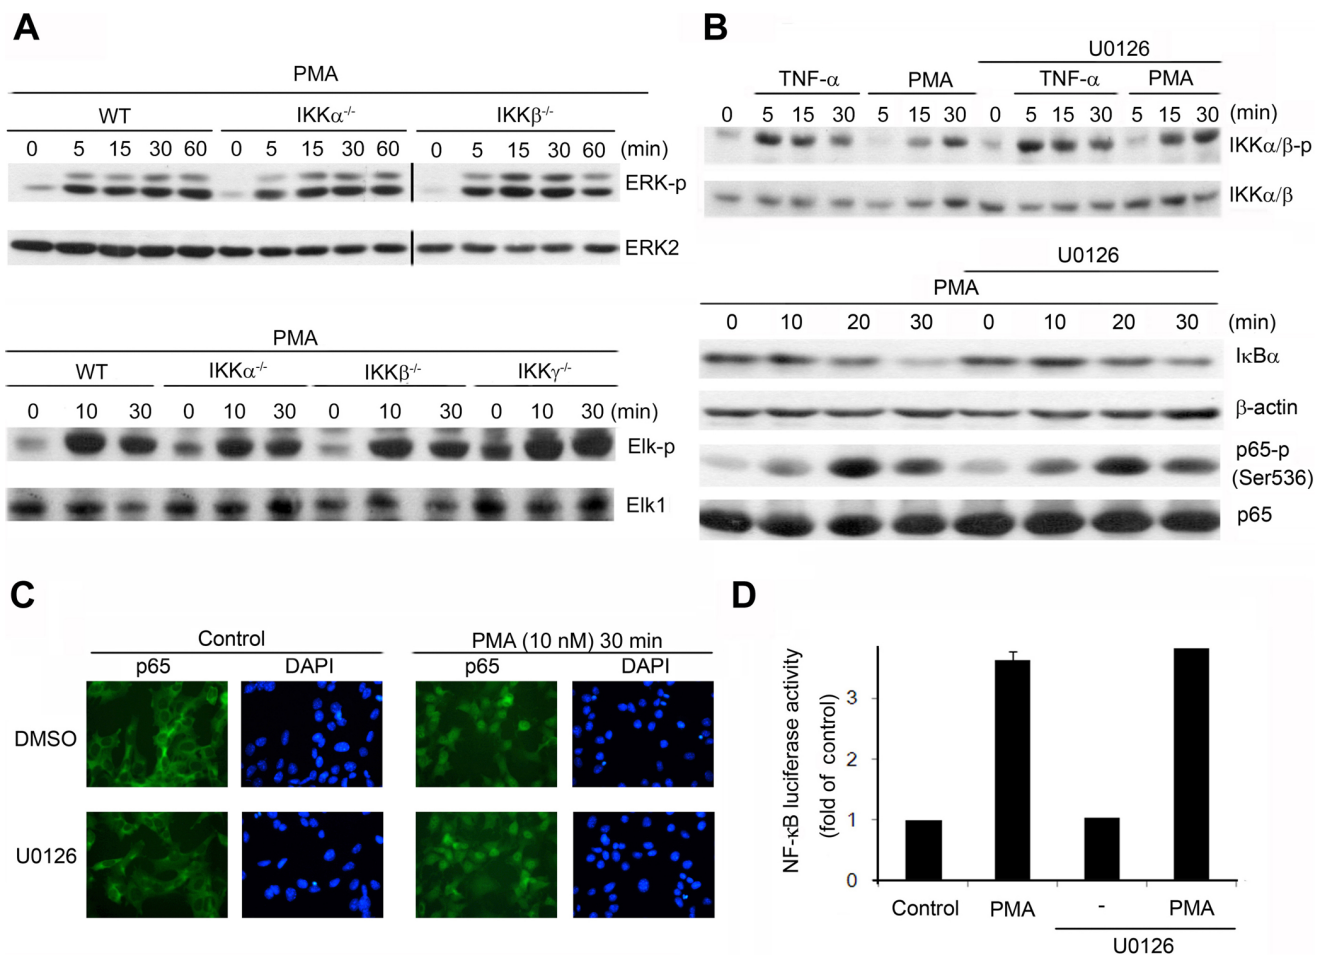 A
PMA
WT IKKα-/- IKKβ-/-
0 5 15 30 60 0 5 15 30 60 0 5 15 30 60 (min)
ERK-p
ERK2
PMA
WT IKKα-/- IKKβ-/- IKKγ-/-
0 10 30 0 10 30 0 10 30 0 10 30 (min)
Elk-p
Elk1
B
U0126
TNF-α PMA TNF-α PMA
0 5 15 30 5 15 30 0 5 15 30 5 15 30 (min)
IKKα/β-p
IKKα/β
U0126
PMA
0 10 20 30 0 10 20 30 (min)
IκBα
β-actin
p65-p
(Ser536)
p65
C
Control PMA (10 nM) 30 min
p65 DAPI p65 DAPI
DMSO
U0126
D
NF-κB luciferase activity
(fold of control)
3
2
1
0
Control PMA - PMA
U0126